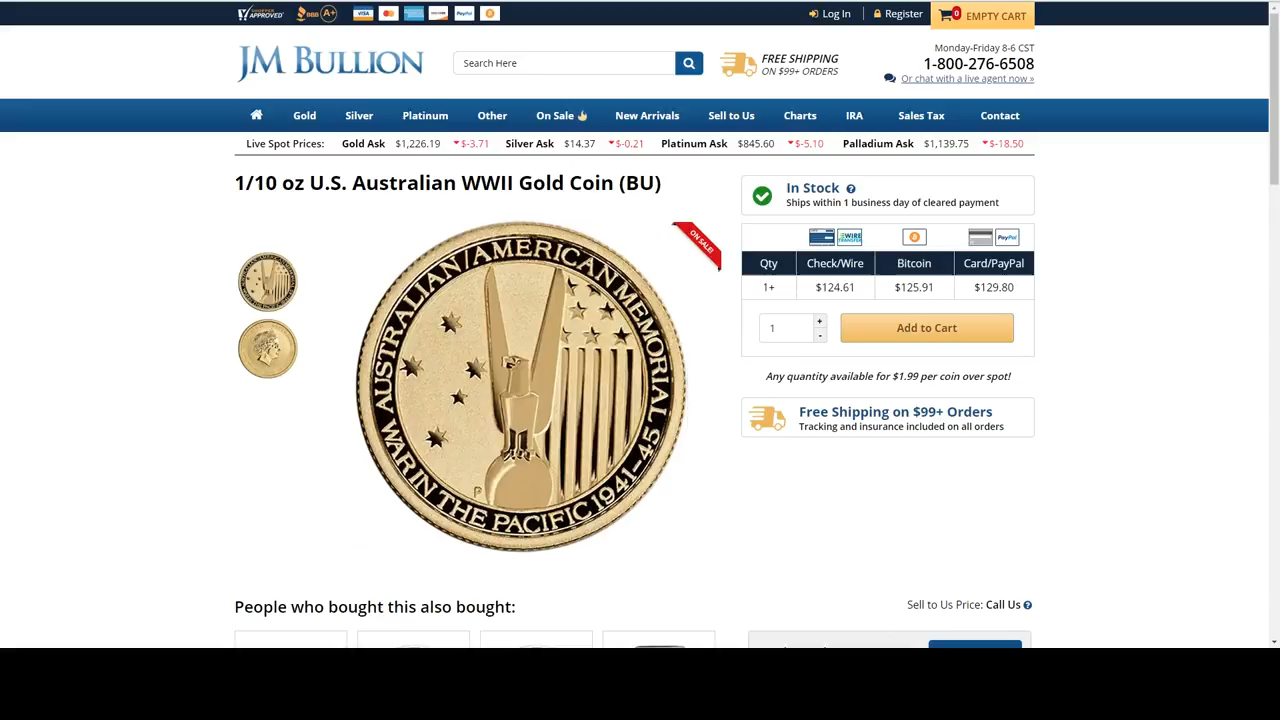 SHOPPER APPROVED BBB A+ VISA PayPal Log In Register 0 EMPTY CART
JM BULLION
Search Here
FREE SHIPPING
ON $99+ ORDERS
Monday-Friday 8-6 CST
1-800-276-6508
Or chat with a live agent now »
Gold Silver Platinum Other On Sale New Arrivals Sell to Us Charts IRA Sales Tax Contact
Live Spot Prices: Gold Ask $1,226.19 $-3.71 Silver Ask $14.37 $-0.21 Platinum Ask $845.60 $-5.10 Palladium Ask $1,139.75 $-18.50
1/10 oz U.S. Australian WWII Gold Coin (BU)
ON SALE!
AUSTRALIAN/AMERICAN MEMORIAL
WAR IN THE PACIFIC 1941-45
P
In Stock ?
Ships within 1 business day of cleared payment
WIRE TRANSFER PayPal
Qty Check/Wire Bitcoin Card/PayPal
1+ $124.61 $125.91 $129.80
1 + - Add to Cart
Any quantity available for $1.99 per coin over spot!
Free Shipping on $99+ Orders
Tracking and insurance included on all orders
People who bought this also bought:
Sell to Us Price: Call Us ?